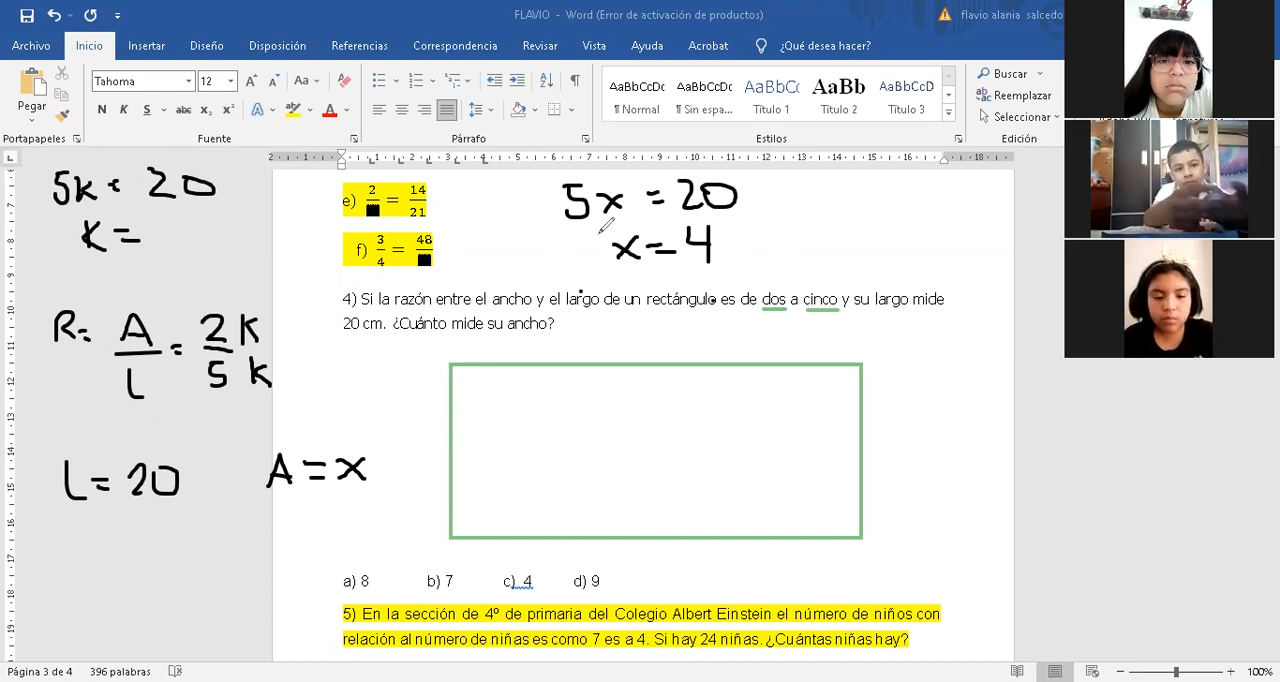 FLAVIO - Word (Error de activación de productos)
flavio alania salcedo
Archivo Inicio Insertar Diseño Disposición Referencias Correspondencia Revisar Vista Ayuda Acrobat ¿Qué desea hacer?
Pegar
Tahoma 12
N K S abc x₂ x²
AaBbCcDc AaBbCcDc AaBbCc AaBb AaBbCcD
¶ Normal ¶ Sin espa... Título 1 Título 2 Título 3
Buscar
Reemplazar
Seleccionar
Portapapeles Fuente Párrafo Estilos Edición
5k = 20
k =
R = A/L = 2k/5k
L = 20
A = x
e) 2/■ = 14/21
f) 3/4 = 48/■
5x = 20
x = 4
4) Si la razón entre el ancho y el largo de un rectángulo es de dos a cinco y su largo mide
20 cm. ¿Cuánto mide su ancho?
a) 8 b) 7 c) 4 d) 9
5) En la sección de 4º de primaria del Colegio Albert Einstein el número de niños con
relación al número de niñas es como 7 es a 4. Si hay 24 niñas. ¿Cuántas niñas hay?
Página 3 de 4 396 palabras 100%